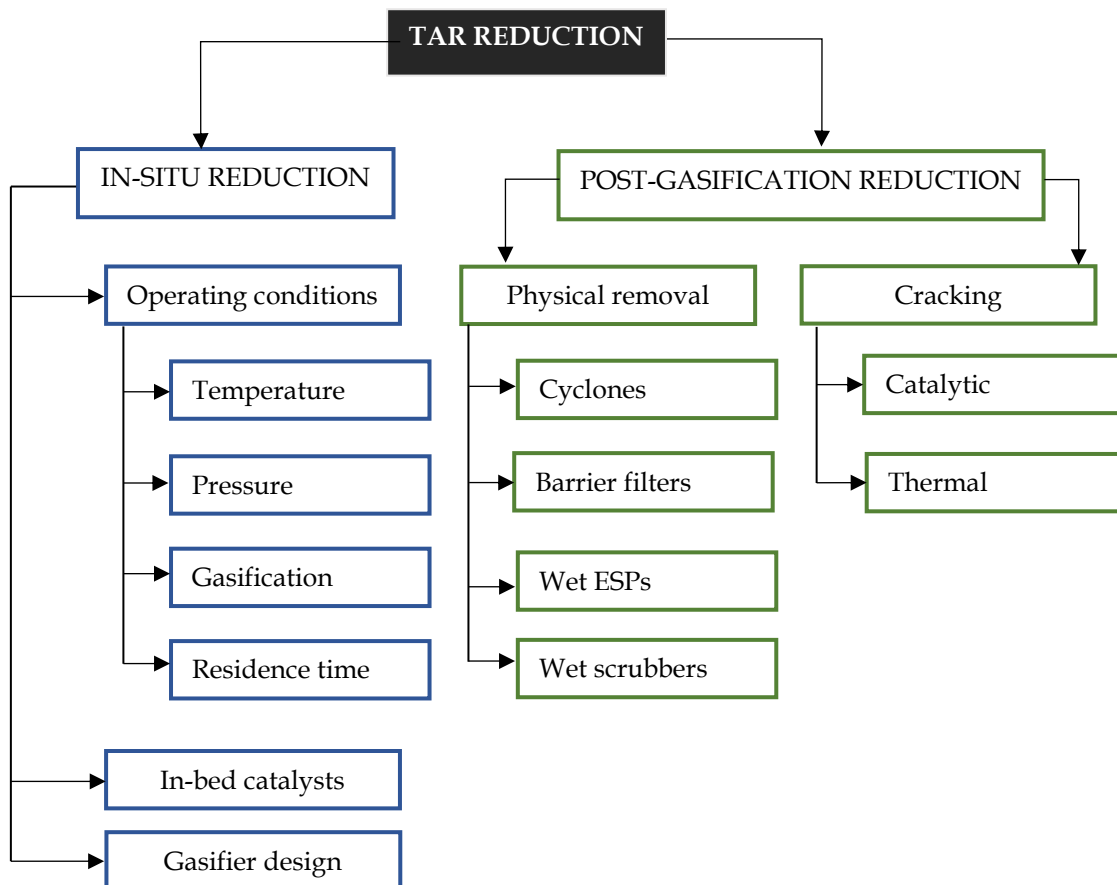 TAR REDUCTION
IN-SITU REDUCTION
POST-GASIFICATION REDUCTION
Operating conditions
Physical removal
Cracking
Temperature
Cyclones
Catalytic
Pressure
Barrier filters
Thermal
Gasification
Wet ESPs
Residence time
Wet scrubbers
In-bed catalysts
Gasifier design